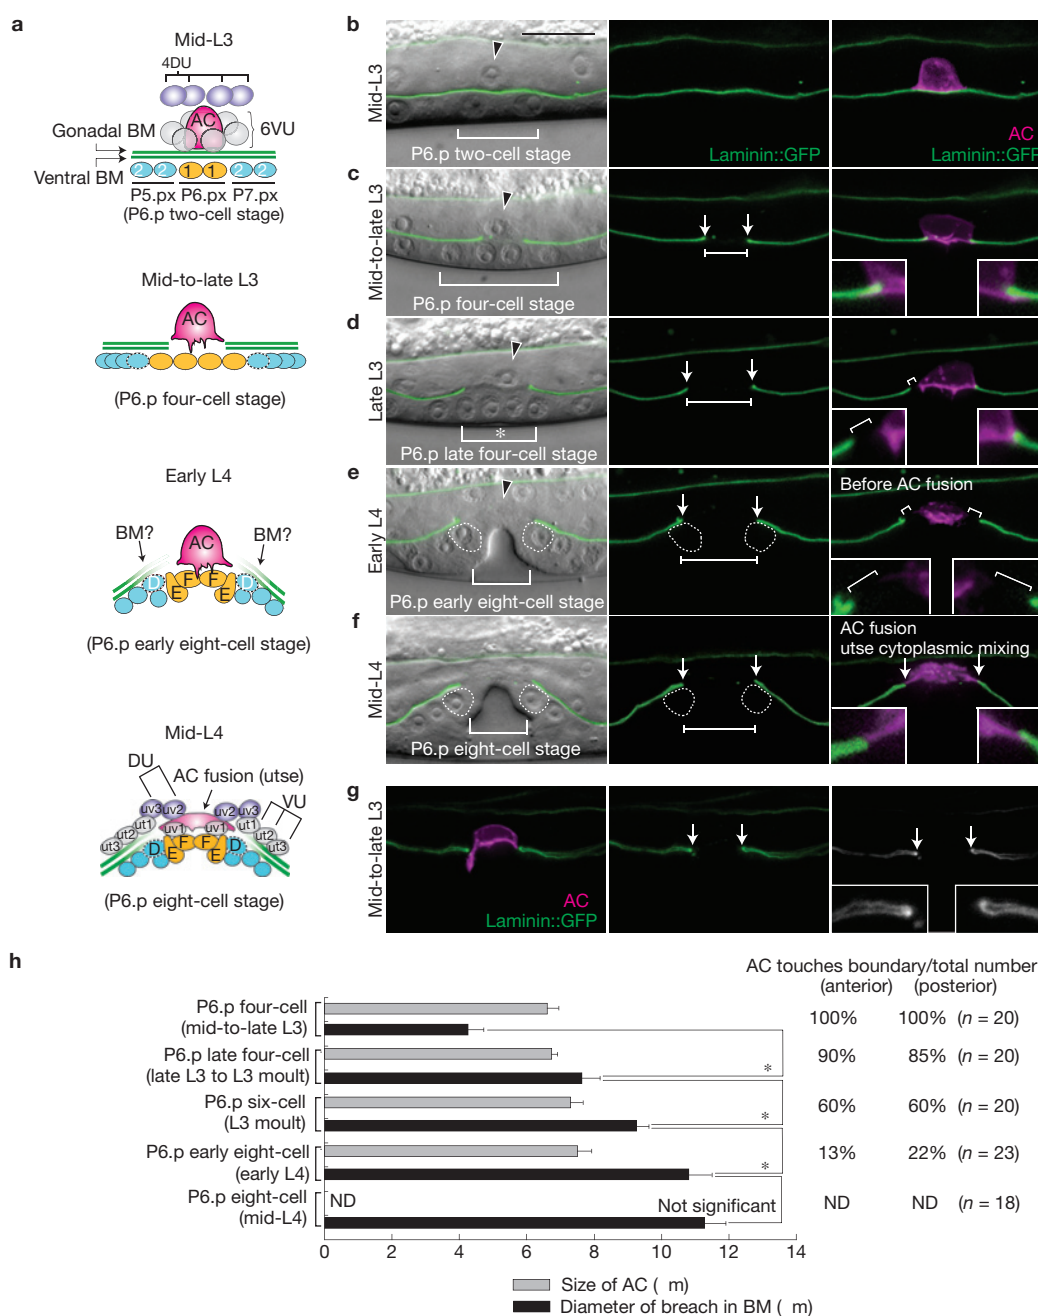 a
Mid-L3
4DU
AC
6VU
Gonadal BM
Ventral BM
2 2 1 1 2 2
P5.px P6.px P7.px
(P6.p two-cell stage)
Mid-to-late L3
AC
(P6.p four-cell stage)
Early L4
BM?
BM?
AC
D E F F E D
(P6.p early eight-cell stage)
Mid-L4
DU
AC fusion (utse)
VU
uv3 uv2 uv2 uv3
ut1 uv1 uv1 ut1
ut2 ut2
ut3 D E F F E D ut3
(P6.p eight-cell stage)
b
Mid-L3
P6.p two-cell stage
Laminin::GFP
AC
Laminin::GFP
c
Mid-to-late L3
P6.p four-cell stage
d
Late L3
*
P6.p late four-cell stage
e
Early L4
P6.p early eight-cell stage
Before AC fusion
f
Mid-L4
P6.p eight-cell stage
AC fusion
utse cytoplasmic mixing
g
Mid-to-late L3
AC
Laminin::GFP
h
AC touches boundary/total number
(anterior) (posterior)
P6.p four-cell
(mid-to-late L3)
100% 100% (n = 20)
P6.p late four-cell
(late L3 to L3 moult)
*
90% 85% (n = 20)
P6.p six-cell
(L3 moult)
*
60% 60% (n = 20)
P6.p early eight-cell
(early L4)
*
13% 22% (n = 23)
P6.p eight-cell
(mid-L4)
ND
Not significant
ND ND (n = 18)
0 2 4 6 8 10 12 14
Size of AC ( m)
Diameter of breach in BM ( m)